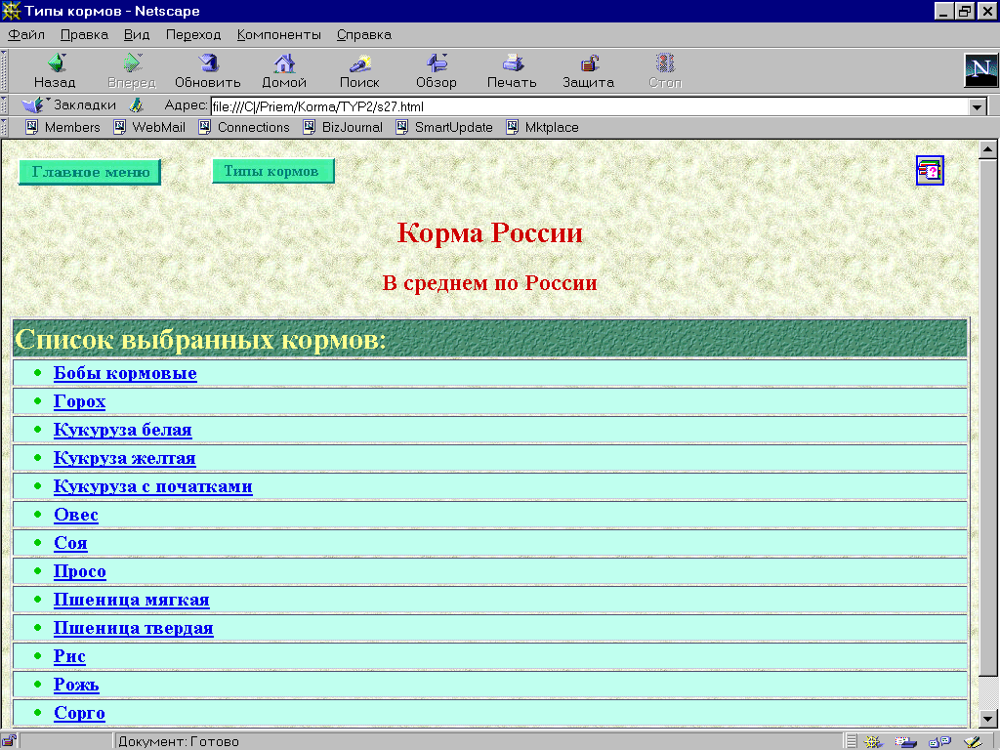 Типы кормов - Netscape
Файл Правка Вид Переход Компоненты Справка
Назад Вперед Обновить Домой Поиск Обзор Печать Защита Стоп
N
Закладки Адрес: file:///C|/Priem/Korma/TYP2/s27.html
Members WebMail Connections BizJournal SmartUpdate Mktplace
Главное меню Типы кормов
Корма России
В среднем по России
Список выбранных кормов:
Бобы кормовые
Горох
Кукуруза белая
Кукруза желтая
Кукуруза с початками
Овес
Соя
Просо
Пшеница мягкая
Пшеница твердая
Рис
Рожь
Сорго
Документ: Готово